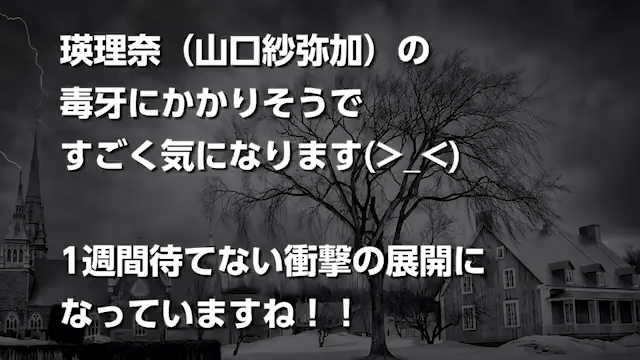 瑛理奈（山口紗弥加）の
毒牙にかかりそうで
すごく気になります(>_<)
1週間待てない衝撃の展開に
なっていますね！！